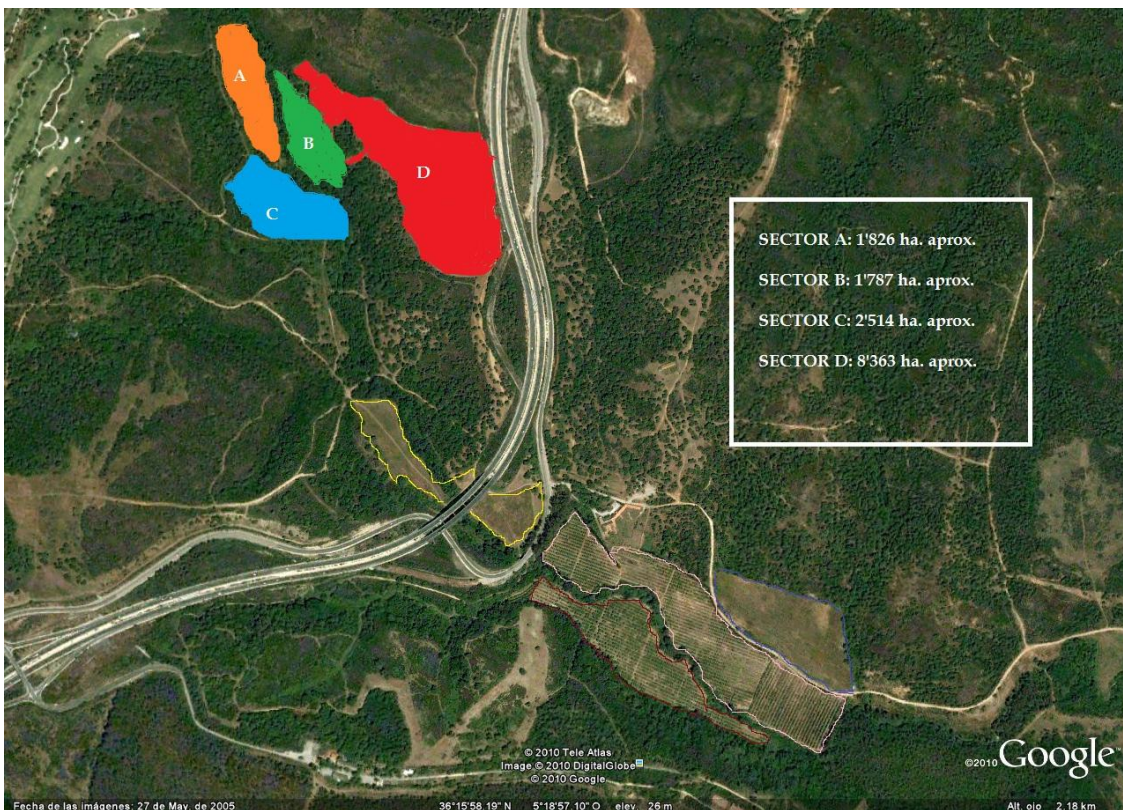 A
B
D
C
SECTOR A: 1'826 ha. aprox.
SECTOR B: 1'787 ha. aprox.
SECTOR C: 2'514 ha. aprox.
SECTOR D: 8'363 ha. aprox.
© 2010 Tele Atlas
Image © 2010 DigitalGlobe
© 2010 Google
©2010 Google
Fecha de las imágenes: 27 de May. de 2005 36°15'58.19" N 5°18'57.10" O elev. 26 m Alt. ojo 2.18 km